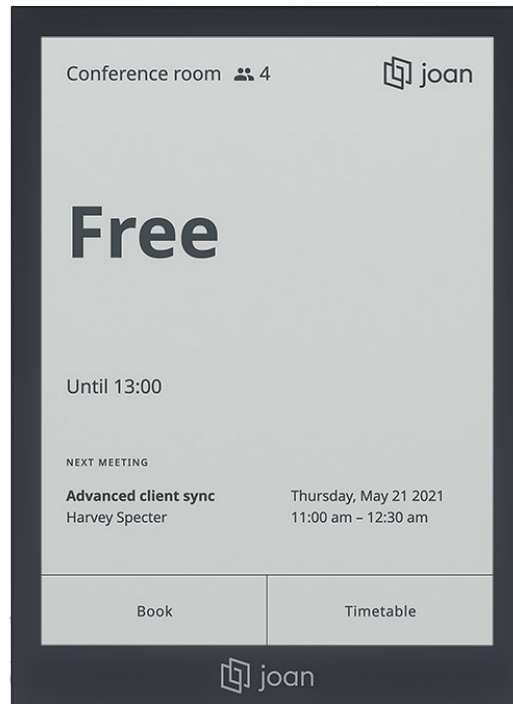 Conference room 4
joan
Free
Until 13:00
NEXT MEETING
Advanced client sync
Harvey Specter
Thursday, May 21 2021
11:00 am – 12:30 am
Book
Timetable
joan